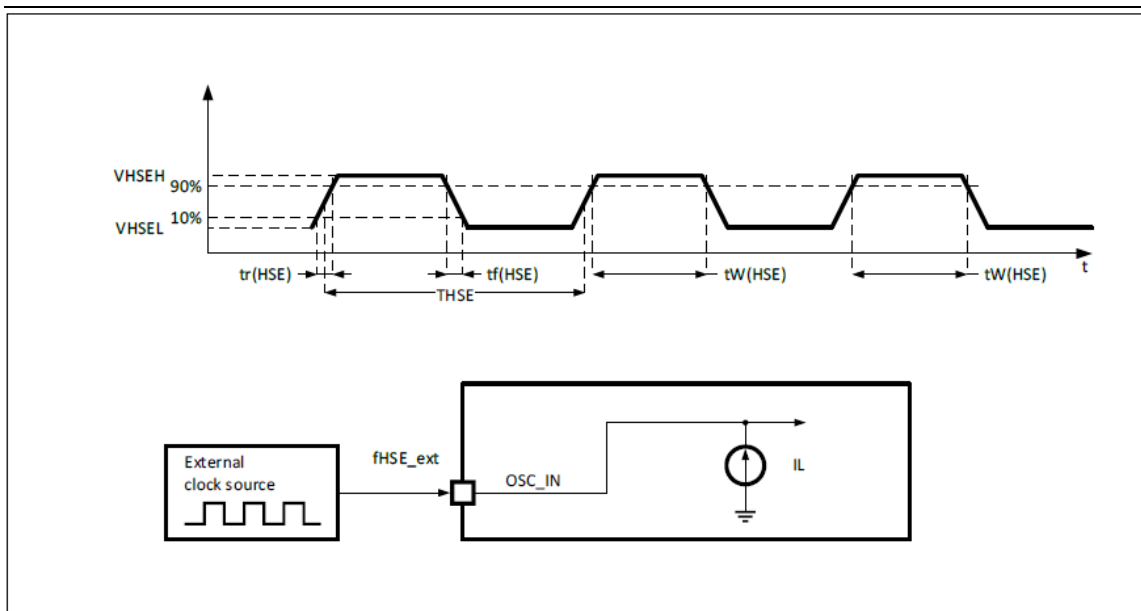 VHSEH
90%
10%
VHSEL
tr(HSE)
tf(HSE)
tW(HSE)
tW(HSE)
t
THSE
External
clock source
fHSE_ext
OSC_IN
IL